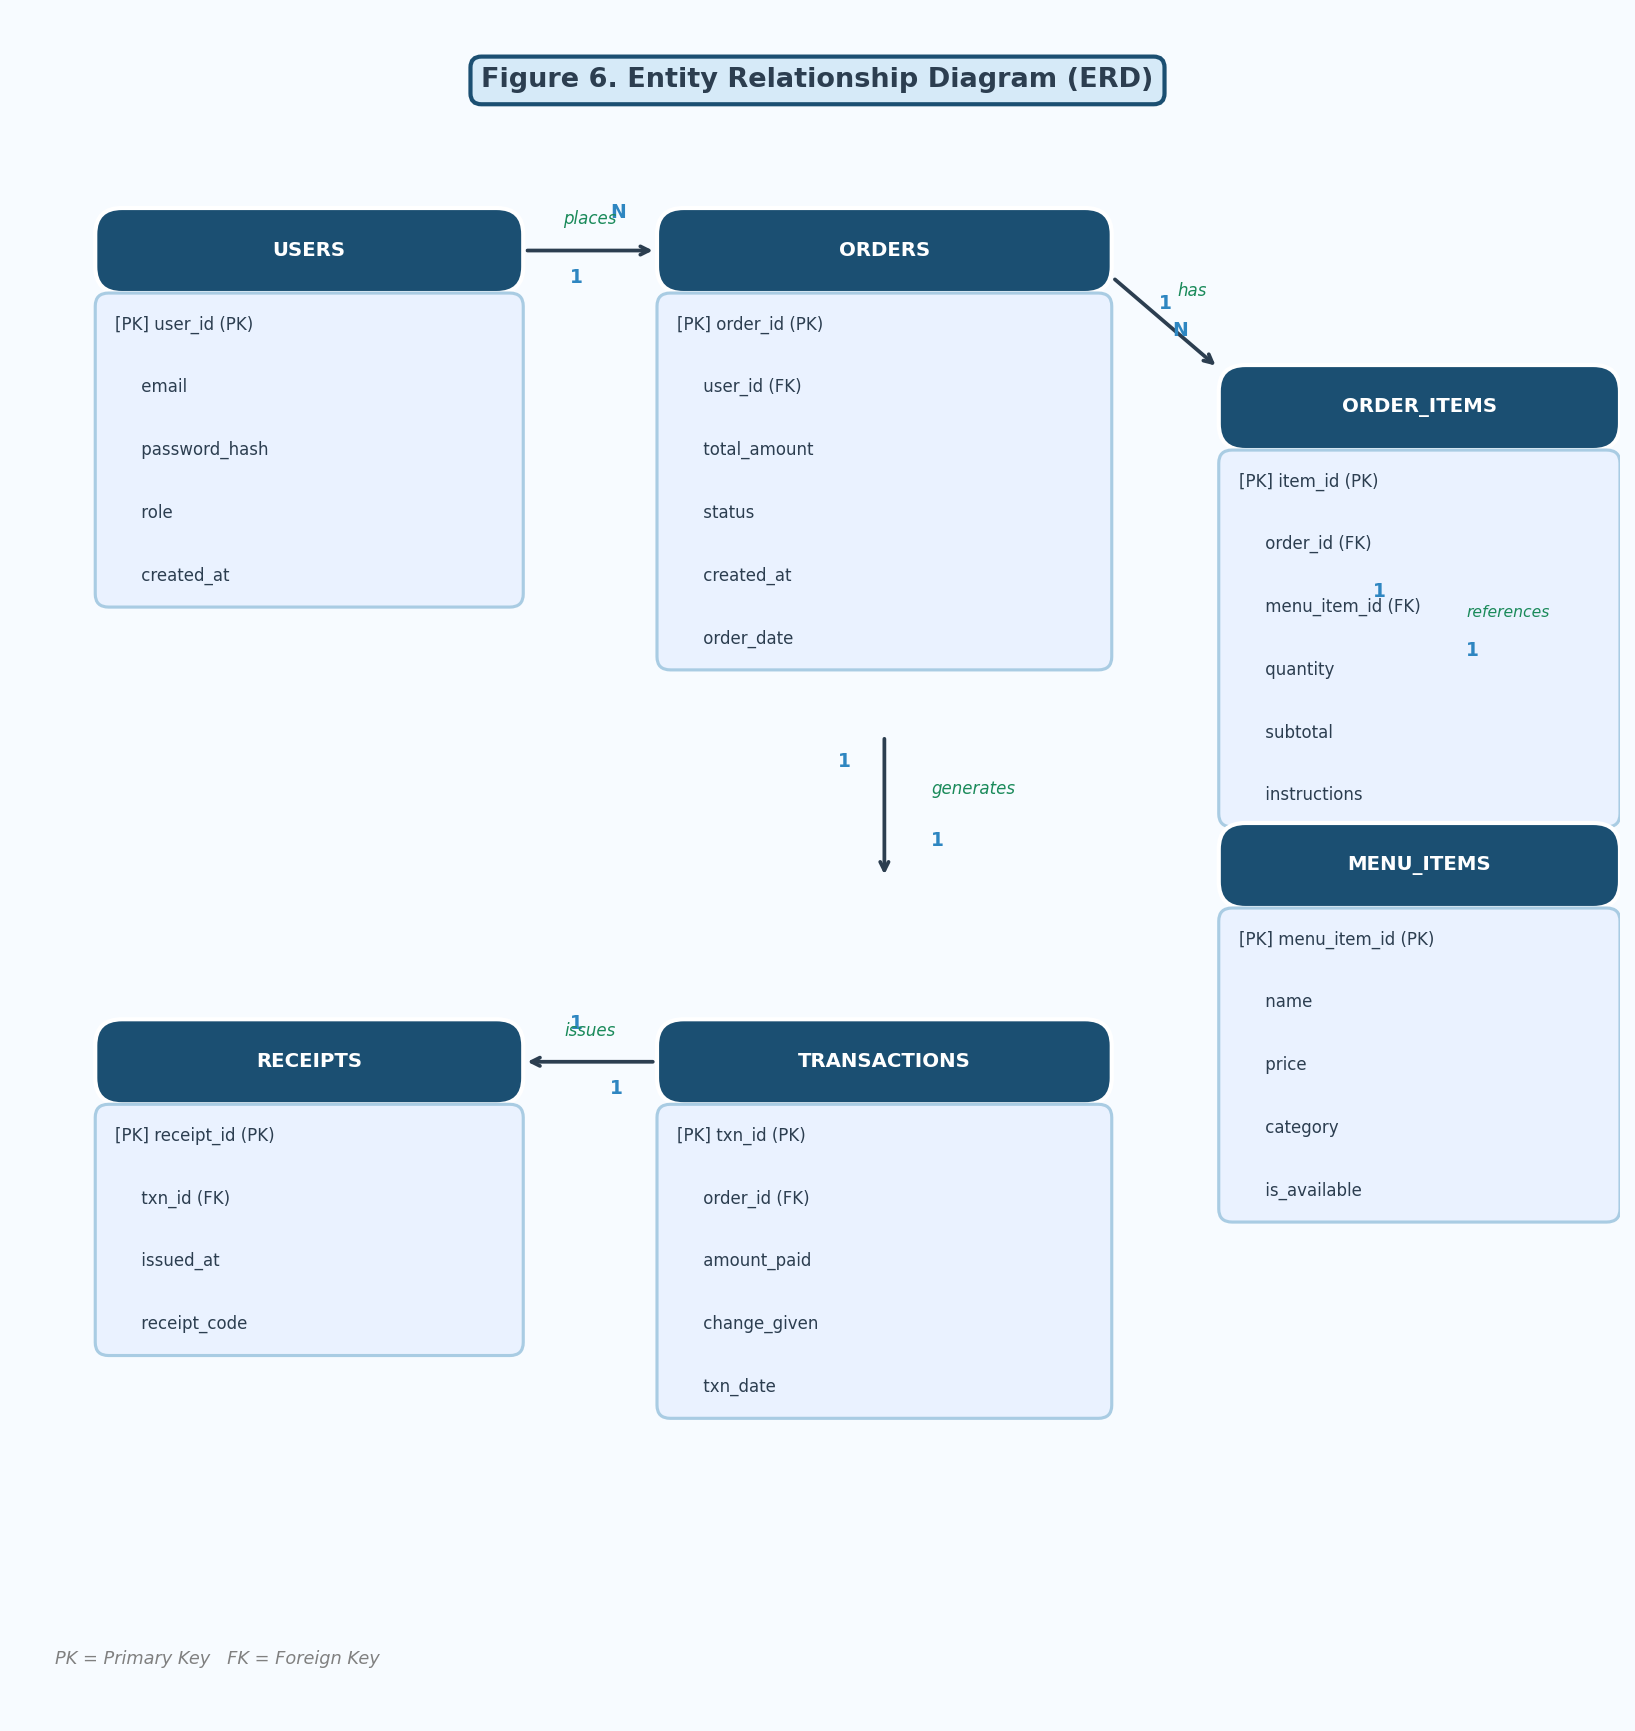 Figure 6. Entity Relationship Diagram (ERD)
USERS
[PK] user_id (PK)
email
password_hash
role
created_at
places
N
1
ORDERS
[PK] order_id (PK)
user_id (FK)
total_amount
status
created_at
order_date
has
1
N
ORDER_ITEMS
[PK] item_id (PK)
order_id (FK)
1
menu_item_id (FK)
references
1
quantity
subtotal
instructions
1
generates
1
MENU_ITEMS
[PK] menu_item_id (PK)
name
price
category
is_available
RECEIPTS
[PK] receipt_id (PK)
txn_id (FK)
issued_at
receipt_code
1
issues
1
TRANSACTIONS
[PK] txn_id (PK)
order_id (FK)
amount_paid
change_given
txn_date
PK = Primary Key   FK = Foreign Key